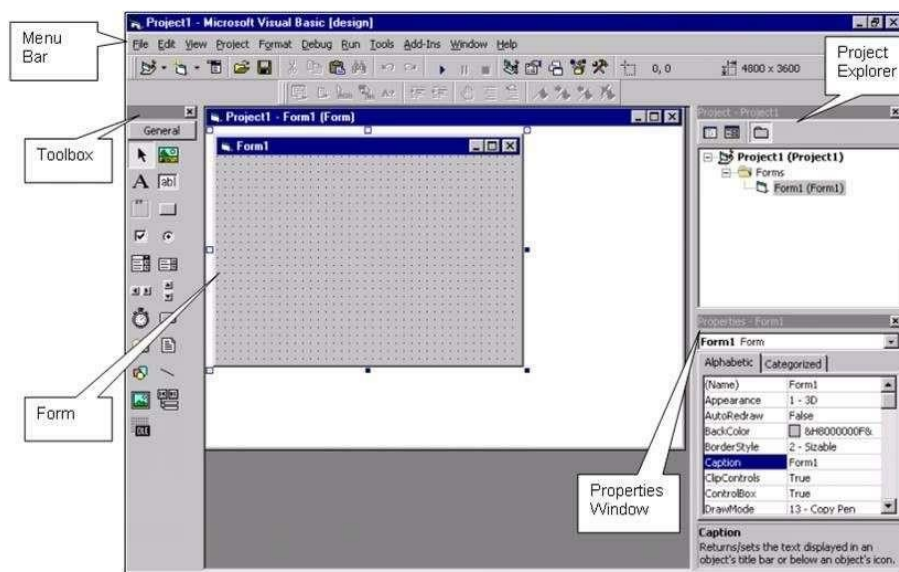 Project1 - Microsoft Visual Basic [design]
Menu Bar
File Edit View Project Format Debug Run Tools Add-Ins Window Help
Project Explorer
0, 0
4800 x 3600
General
Toolbox
A
abl
OLE
Project1 - Form1 (Form)
Form1
Form
Project - Project1
Project1 (Project1)
Forms
Form1 (Form1)
Properties - Form1
Form1 Form
Alphabetic Categorized
(Name) Form1
Appearance 1 - 3D
AutoRedraw False
BackColor &H8000000F&
BorderStyle 2 - Sizable
Caption Form1
ClipControls True
ControlBox True
DrawMode 13 - Copy Pen
Properties Window
Caption
Returns/sets the text displayed in an
object's title bar or below an object's icon.